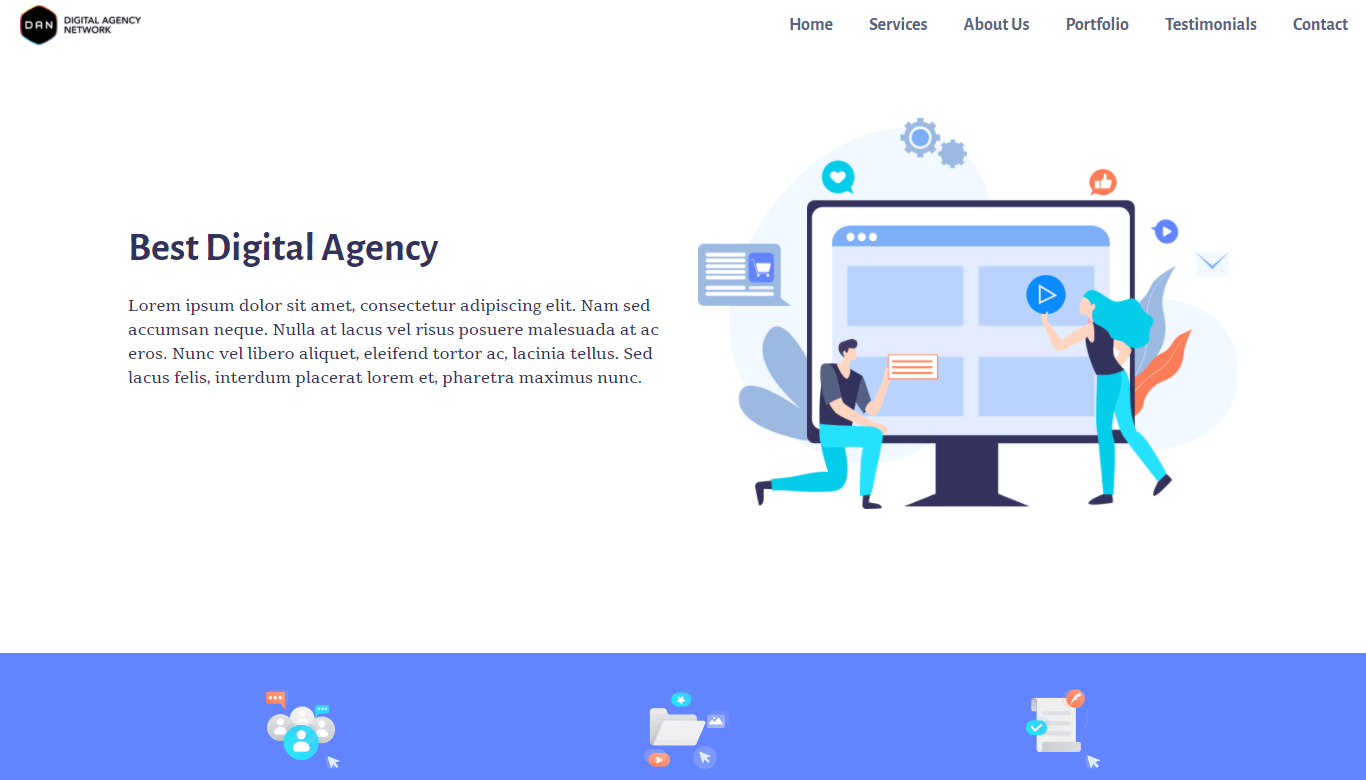 DAN
DIGITAL AGENCY
NETWORK
Home Services About Us Portfolio Testimonials Contact
Best Digital Agency
Lorem ipsum dolor sit amet, consectetur adipiscing elit. Nam sed
accumsan neque. Nulla at lacus vel risus posuere malesuada at ac
eros. Nunc vel libero aliquet, eleifend tortor ac, lacinia tellus. Sed
lacus felis, interdum placerat lorem et, pharetra maximus nunc.